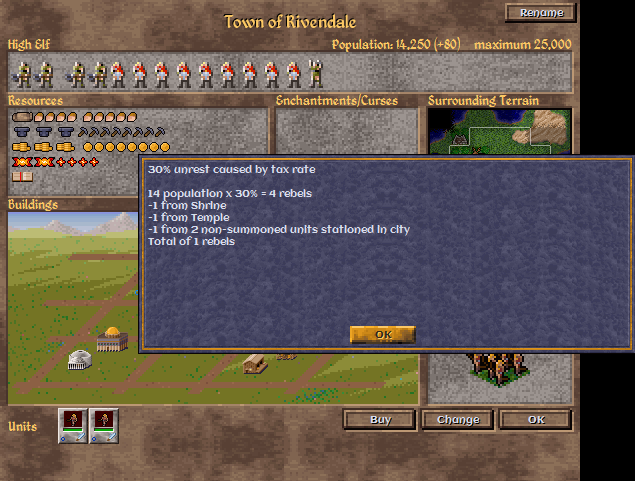 Town of Rivendale
Rename
High Elf
Population: 14,250 (+80) maximum 25,000
Resources
Enchantments/Curses
Surrounding Terrain
30% unrest caused by tax rate
14 population x 30% = 4 rebels
-1 from Shrine
-1 from Temple
-1 from 2 non-summoned units stationed in city
Total of 1 rebels
OK
Buildings
Units
Buy
Change
OK